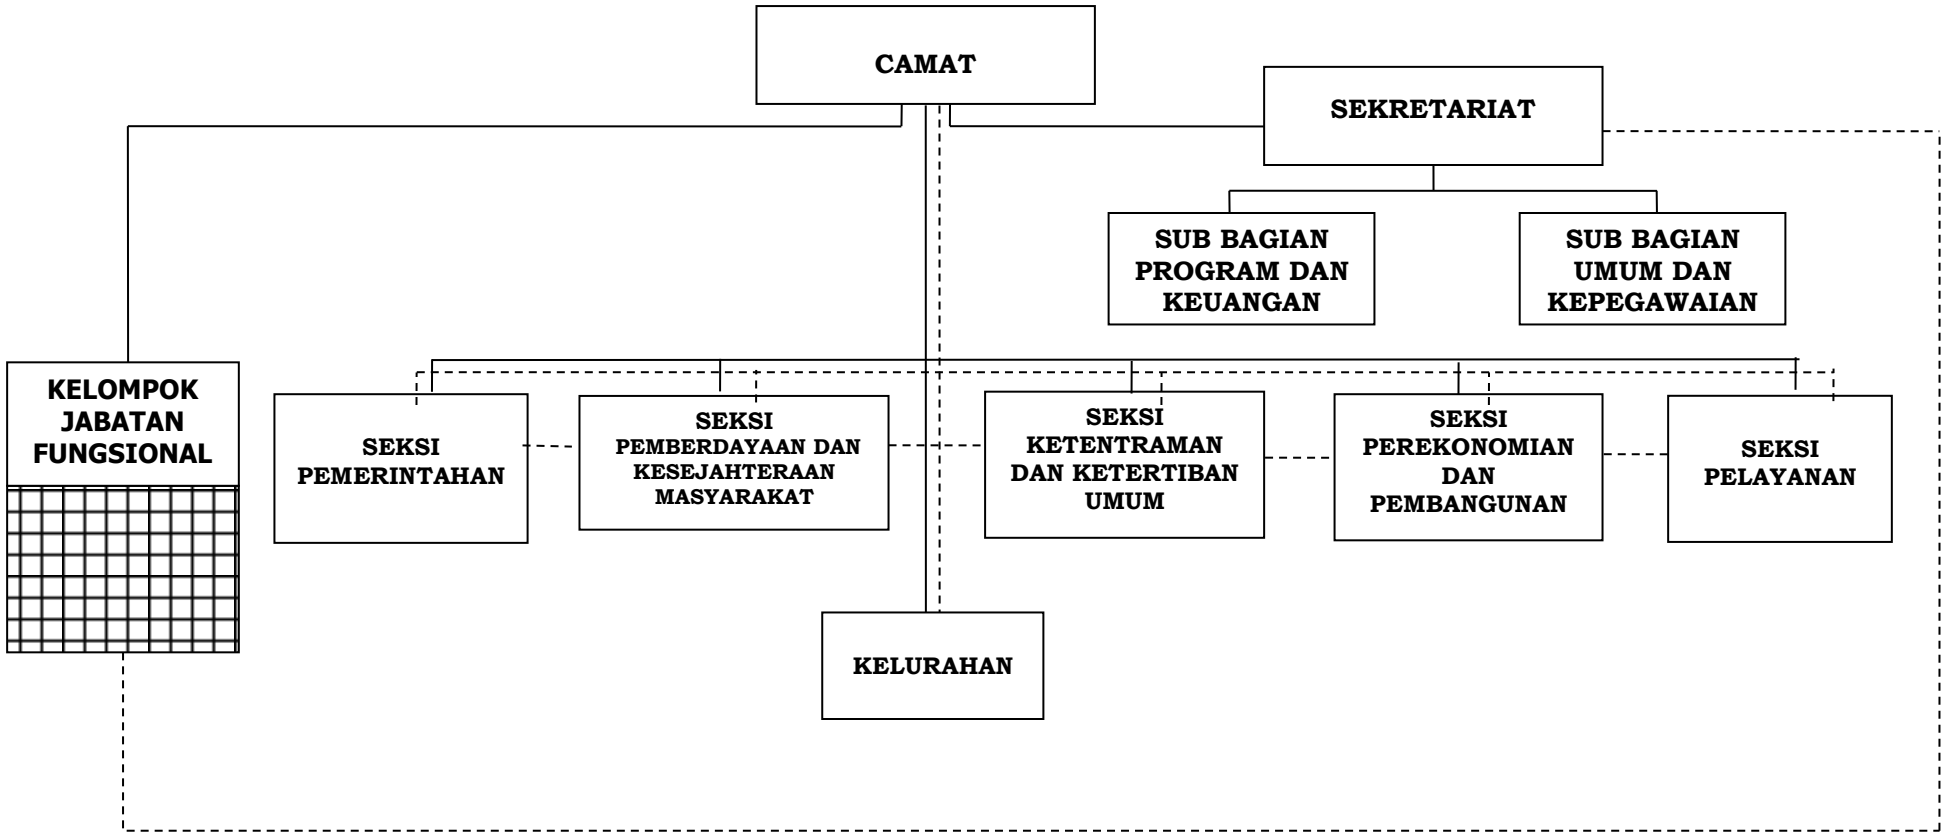 CAMAT
SEKRETARIAT
SUB BAGIAN
PROGRAM DAN
KEUANGAN
SUB BAGIAN
UMUM DAN
KEPEGAWAIAN
KELOMPOK
JABATAN
FUNGSIONAL
SEKSI
PEMERINTAHAN
SEKSI
PEMBERDAYAAN DAN
KESEJAHTERAAN
MASYARAKAT
SEKSI
KETENTRAMAN
DAN KETERTIBAN
UMUM
SEKSI
PEREKONOMIAN
DAN
PEMBANGUNAN
SEKSI
PELAYANAN
KELURAHAN